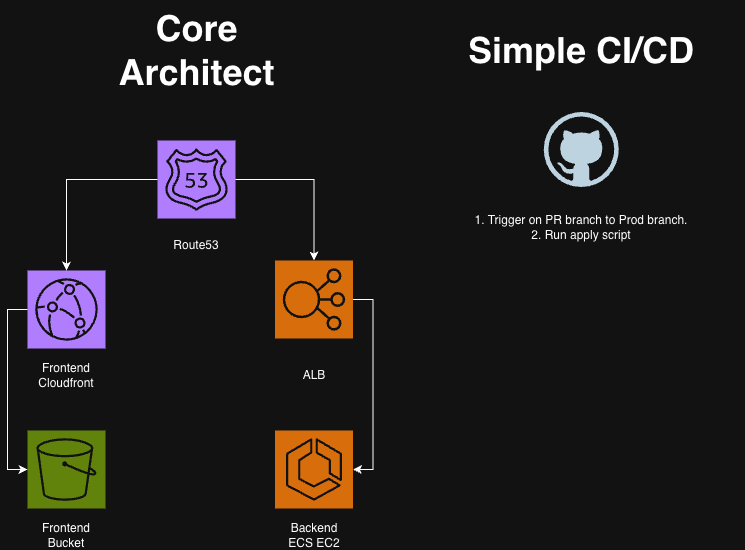 Core
Architect
Simple CI/CD
53
Route53
1. Trigger on PR branch to Prod branch.
2. Run apply script
Frontend
Cloudfront
ALB
Frontend
Bucket
Backend
ECS EC2